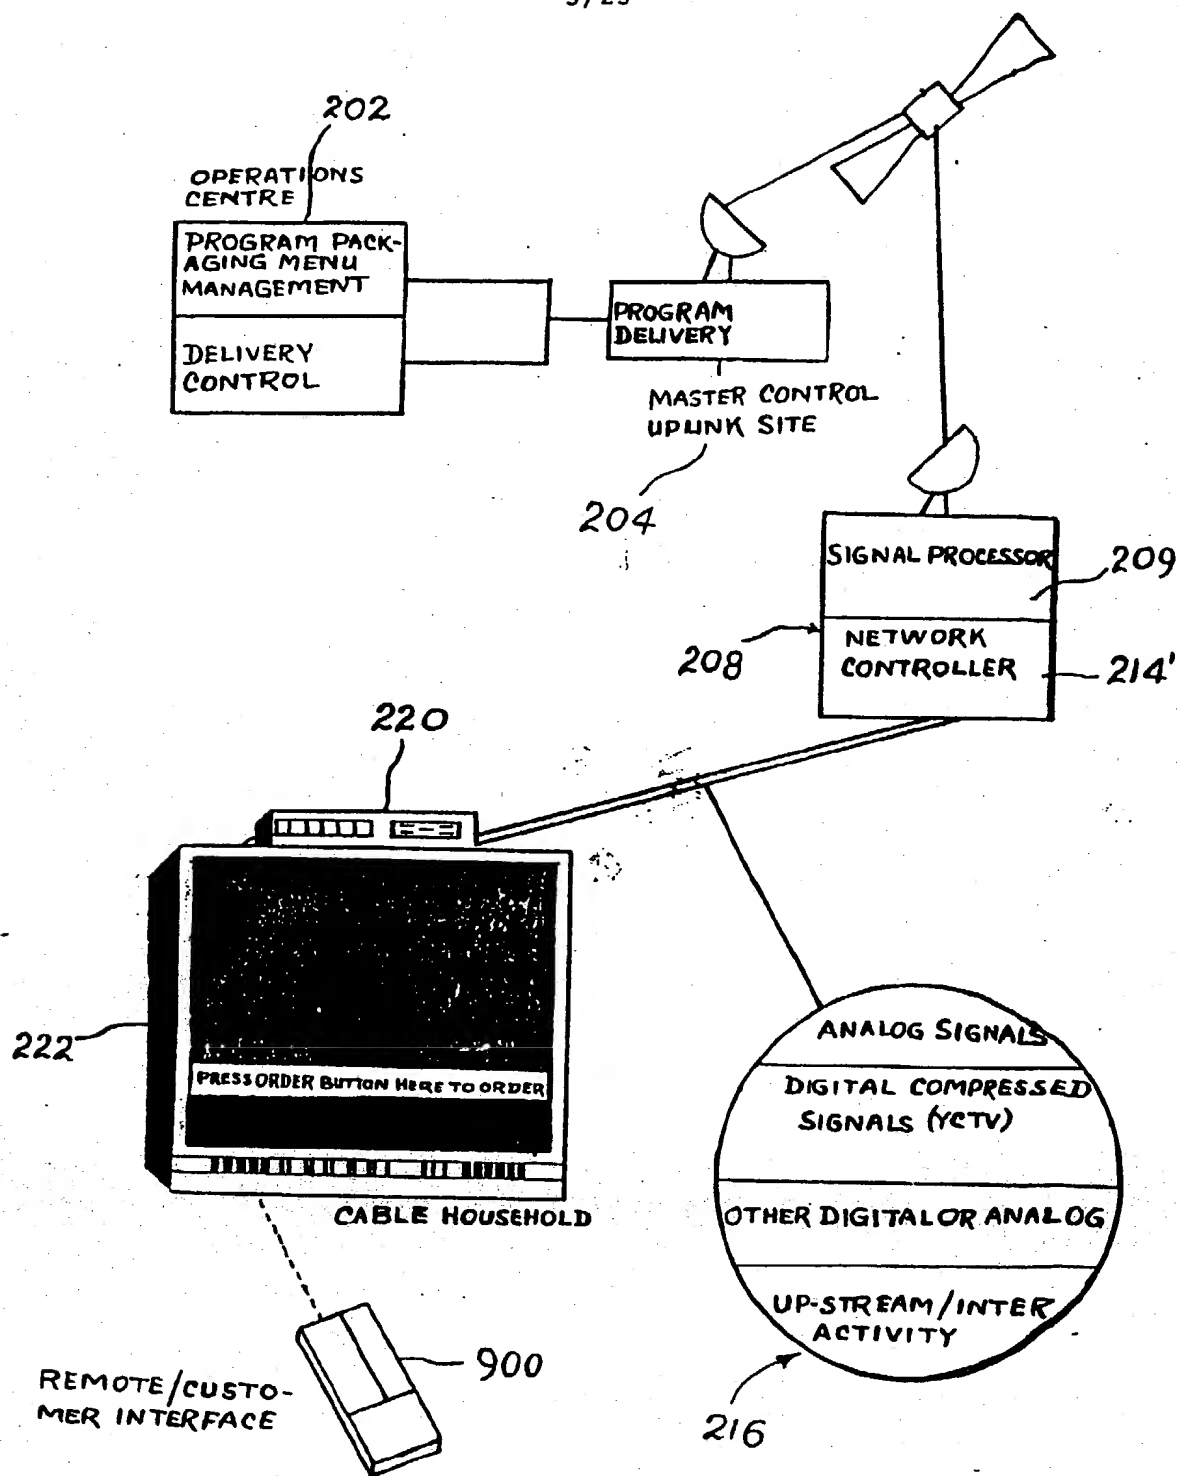 202
OPERATIONS
CENTRE
PROGRAM PACK-
AGING MENU
MANAGEMENT
DELIVERY
CONTROL
PROGRAM
DELIVERY
MASTER CONTROL
UPLINK SITE
204
SIGNAL PROCESSOR
209
208
NETWORK
CONTROLLER
214'
220
222
PRESS ORDER BUTTON HERE TO ORDER
CABLE HOUSEHOLD
ANALOG SIGNALS
DIGITAL COMPRESSED
SIGNALS (YCTV)
OTHER DIGITAL OR ANALOG
UP-STREAM/INTER
ACTIVITY
216
900
REMOTE/CUSTO-
MER INTERFACE